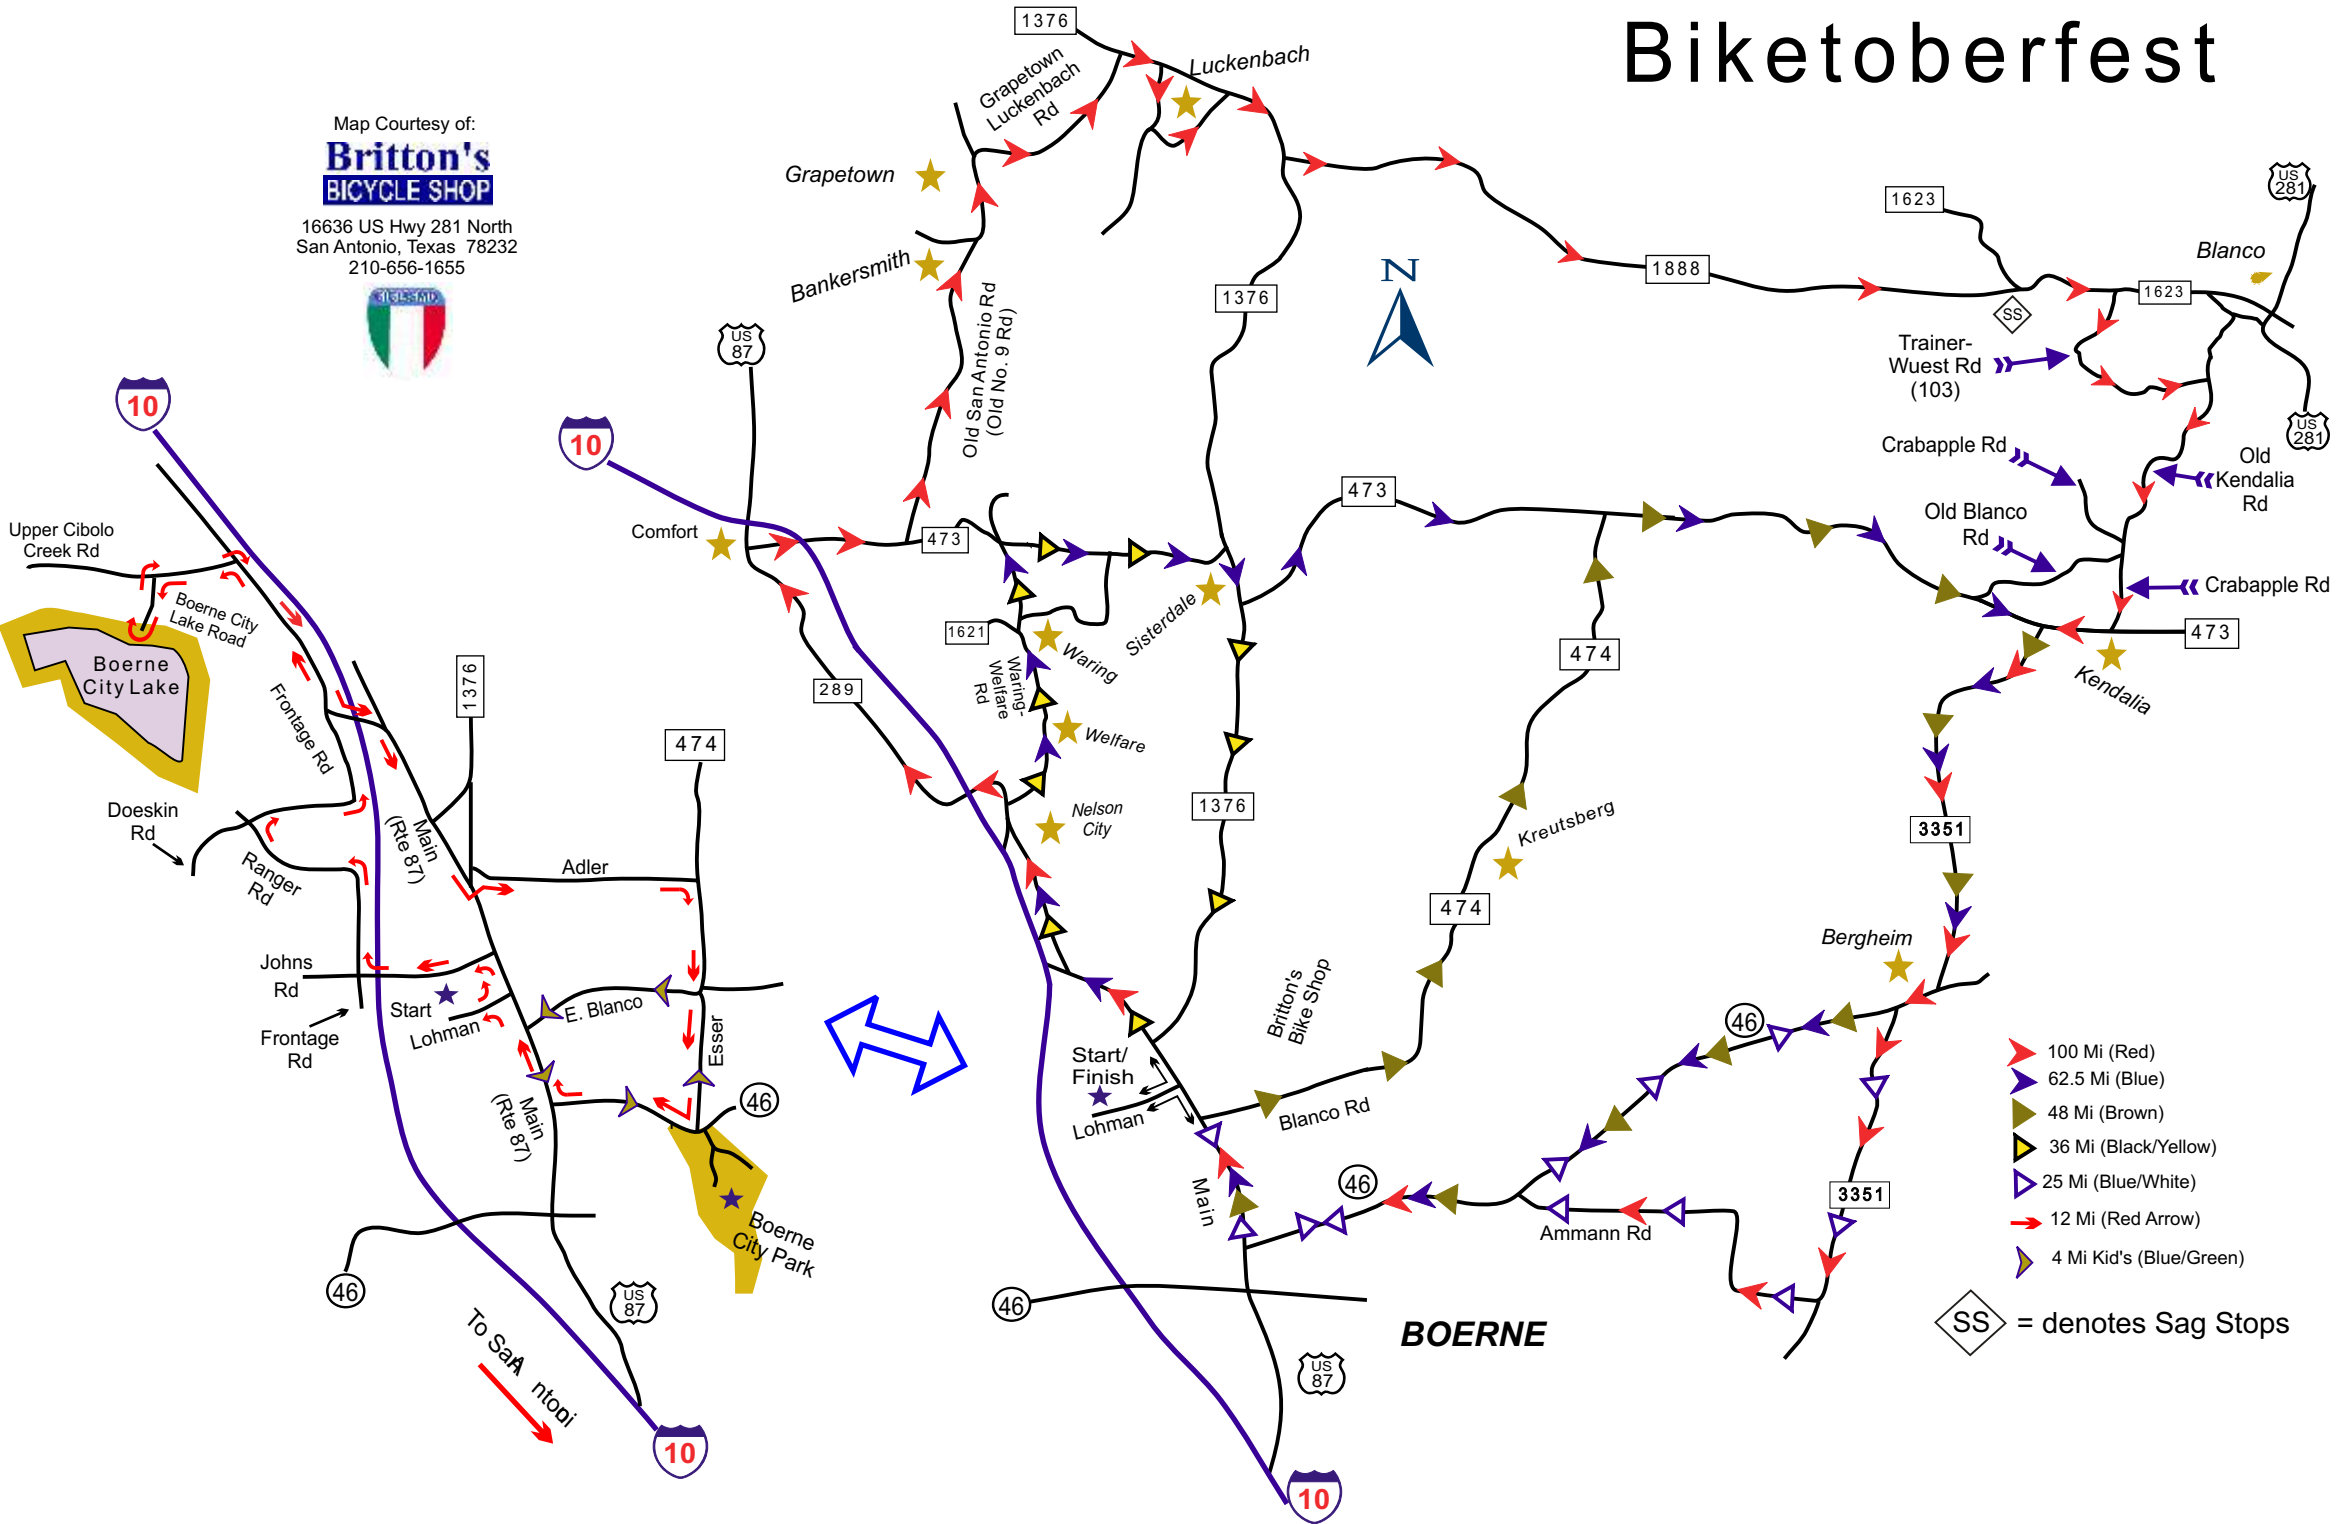 Biketoberfest
Map Courtesy of:
Britton's
BICYCLE SHOP
16636 US Hwy 281 North
San Antonio, Texas 78232
210-656-1655
1376
Luckenbach
Grapetown
Luckenbach
Rd
Grapetown
Bankersmith
Old San Antonio Rd
(Old No. 9 Rd)
1376
N
1888
1623
SS
1623
Blanco
US
281
US
281
Trainer-
Wuest Rd
(103)
Crabapple Rd
Old
Kendalia
Rd
Old Blanco
Rd
Crabapple Rd
473
Kendalia
US
87
10
Comfort
473
473
1621
Waring
Waring-
Welfare
Rd
Welfare
Sisterdale
289
Nelson
City
1376
474
Kreutsberg
474
3351
Bergheim
46
Britton's
Bike Shop
Start/
Finish
Lohman
Blanco Rd
Main
46
Ammann Rd
3351
46
BOERNE
US
87
10
10
Upper Cibolo
Creek Rd
Boerne City
Lake Road
Boerne
City Lake
Frontage Rd
1376
474
Doeskin
Rd
Ranger
Rd
Main
(Rte 87)
Adler
Johns
Rd
Start
Lohman
E. Blanco
Esser
Frontage
Rd
Main
(Rte 87)
46
Boerne
City Park
46
US
87
To San Antoni
10
100 Mi (Red)
62.5 Mi (Blue)
48 Mi (Brown)
36 Mi (Black/Yellow)
25 Mi (Blue/White)
12 Mi (Red Arrow)
4 Mi Kid's (Blue/Green)
SS = denotes Sag Stops